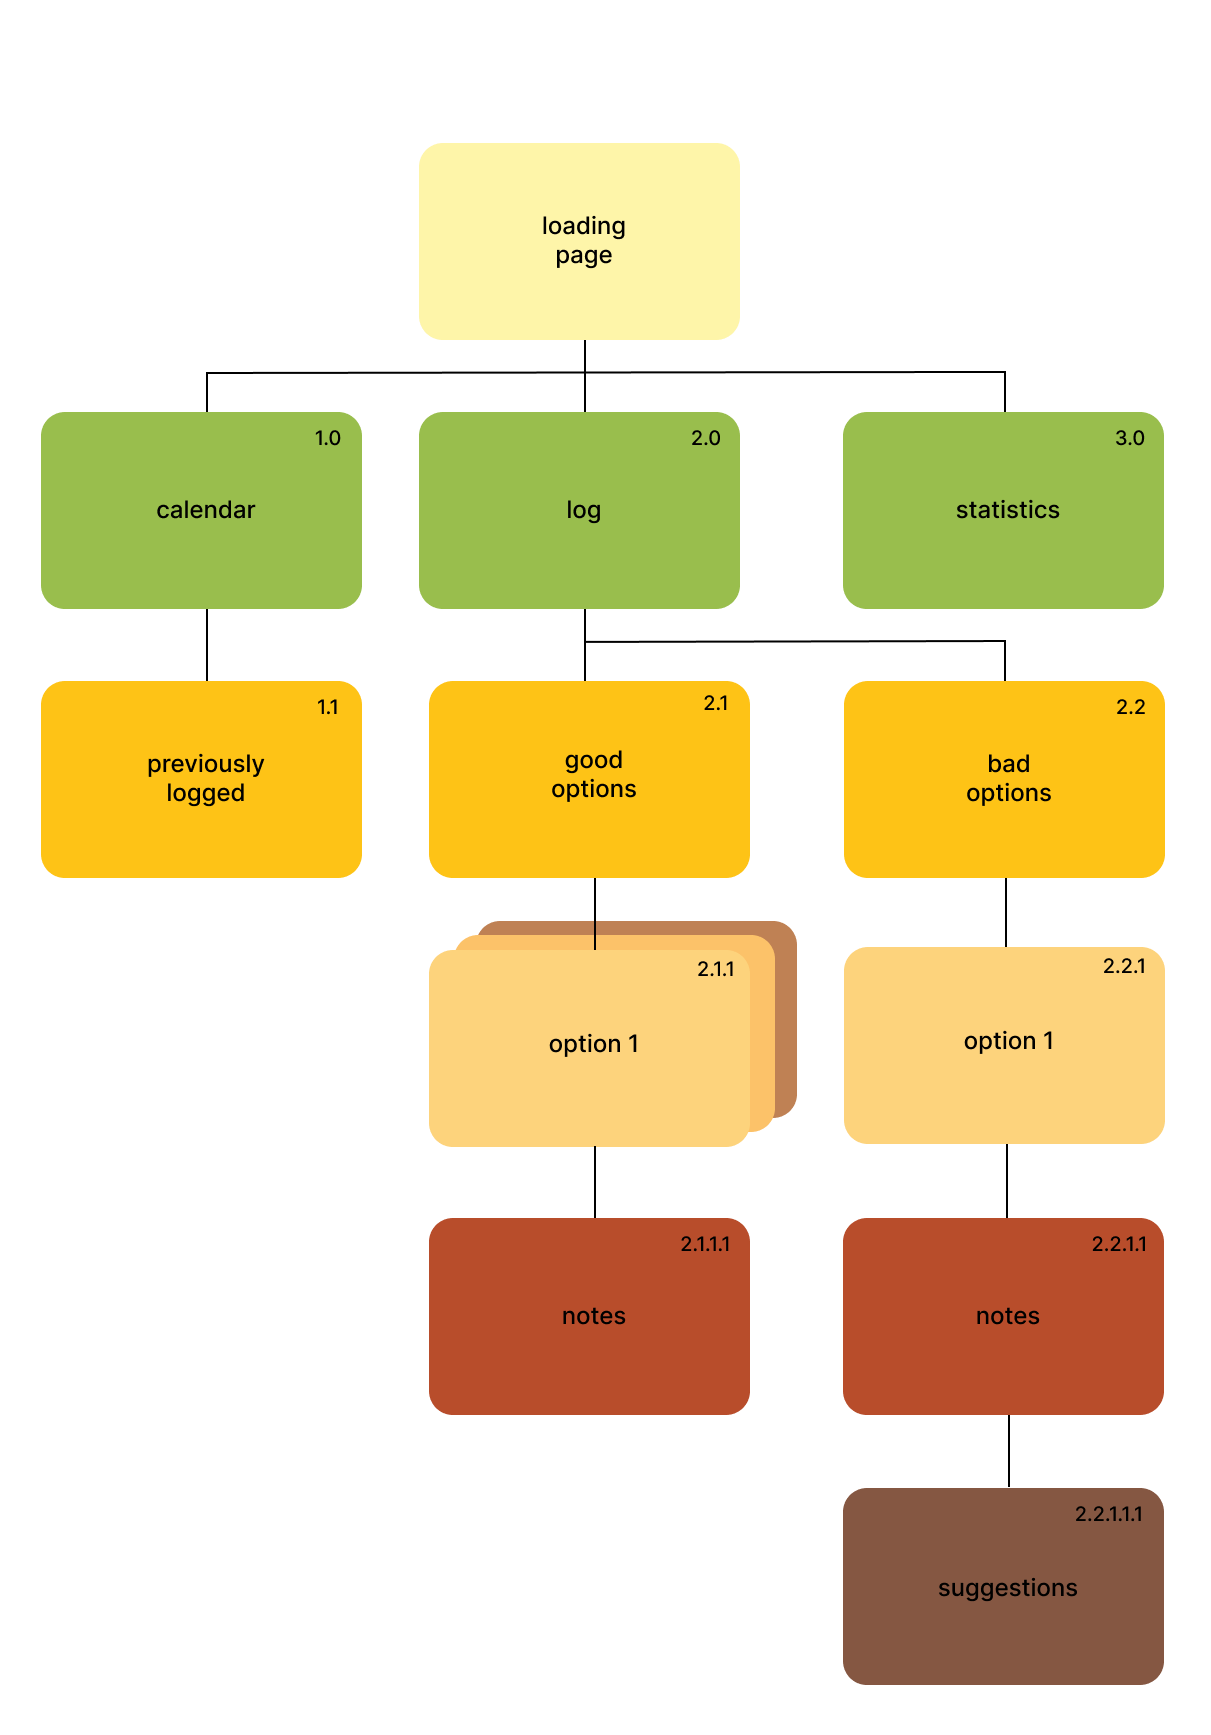 loading
page
1.0
calendar
2.0
log
3.0
statistics
1.1
previously
logged
2.1
good
options
2.2
bad
options
2.1.1
option 1
2.2.1
option 1
2.1.1.1
notes
2.2.1.1
notes
2.2.1.1.1
suggestions